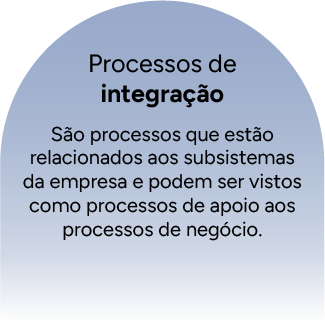 Processos de
integração
São processos que estão
relacionados aos subsistemas
da empresa e podem ser vistos
como processos de apoio aos
processos de negócio.